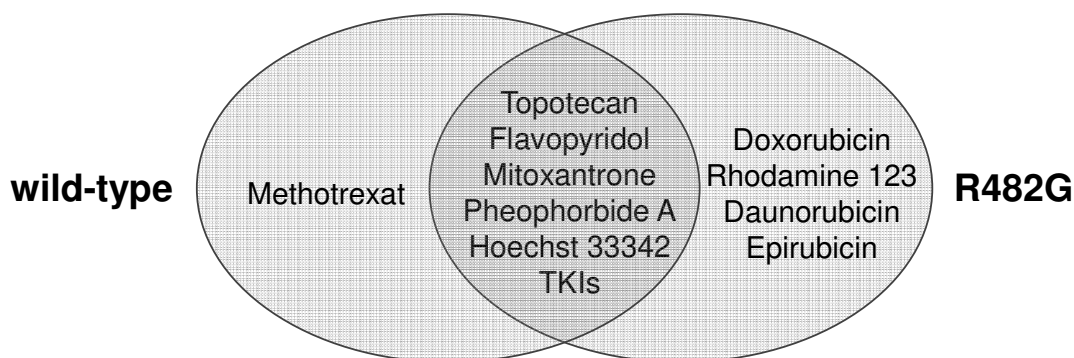 wild-type
Methotrexat
Topotecan
Flavopyridol
Mitoxantrone
Pheophorbide A
Hoechst 33342
TKIs
Doxorubicin
Rhodamine 123
Daunorubicin
Epirubicin
R482G